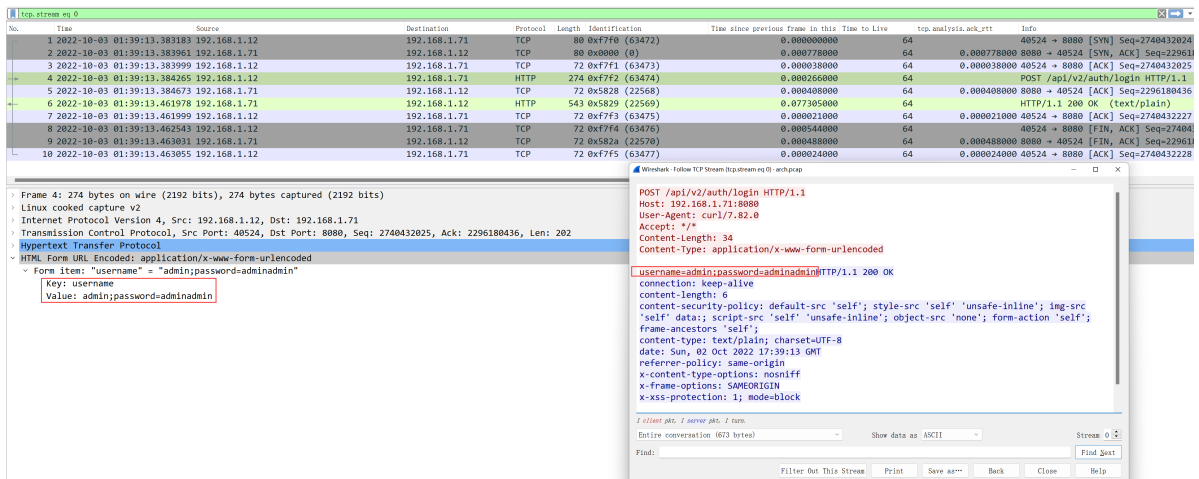 tcp.stream eq 0
No. Time Source Destination Protocol Length Identification Time since previous frame in this Time to Live tcp.analysis.ack_rtt Info
1 2022-10-03 01:39:13.383183 192.168.1.12 192.168.1.71 TCP 80 0xf7f0 (63472) 0.000000000 64 40524 → 8080 [SYN] Seq=2740432024
2 2022-10-03 01:39:13.383961 192.168.1.71 192.168.1.12 TCP 80 0x0000 (0) 0.000778000 64 0.000778000 8080 → 40524 [SYN, ACK] Seq=22961
3 2022-10-03 01:39:13.383999 192.168.1.12 192.168.1.71 TCP 72 0xf7f1 (63473) 0.000038000 64 0.000038000 40524 → 8080 [ACK] Seq=2740432025
4 2022-10-03 01:39:13.384265 192.168.1.12 192.168.1.71 HTTP 274 0xf7f2 (63474) 0.000266000 64 POST /api/v2/auth/login HTTP/1.1
5 2022-10-03 01:39:13.384673 192.168.1.71 192.168.1.12 TCP 72 0x5828 (22568) 0.000408000 64 0.000408000 8080 → 40524 [ACK] Seq=2296180436
6 2022-10-03 01:39:13.461978 192.168.1.71 192.168.1.12 HTTP 543 0x5829 (22569) 0.077305000 64 HTTP/1.1 200 OK (text/plain)
7 2022-10-03 01:39:13.461999 192.168.1.12 192.168.1.71 TCP 72 0xf7f3 (63475) 0.000021000 64 0.000021000 40524 → 8080 [ACK] Seq=2740432227
8 2022-10-03 01:39:13.462543 192.168.1.12 192.168.1.71 TCP 72 0xf7f4 (63476) 0.000544000 64 40524 → 8080 [FIN, ACK] Seq=27404
9 2022-10-03 01:39:13.463031 192.168.1.71 192.168.1.12 TCP 72 0x582a (22570) 0.000488000 64 0.000488000 8080 → 40524 [FIN, ACK] Seq=22961
10 2022-10-03 01:39:13.463055 192.168.1.12 192.168.1.71 TCP 72 0xf7f5 (63477) 0.000024000 64 0.000024000 40524 → 8080 [ACK] Seq=2740432228
Frame 4: 274 bytes on wire (2192 bits), 274 bytes captured (2192 bits)
Linux cooked capture v2
Internet Protocol Version 4, Src: 192.168.1.12, Dst: 192.168.1.71
Transmission Control Protocol, Src Port: 40524, Dst Port: 8080, Seq: 2740432025, Ack: 2296180436, Len: 202
Hypertext Transfer Protocol
HTML Form URL Encoded: application/x-www-form-urlencoded
Form item: "username" = "admin;password=adminadmin"
Key: username
Value: admin;password=adminadmin
Wireshark · Follow TCP Stream (tcp.stream eq 0) · arch.pcap
POST /api/v2/auth/login HTTP/1.1
Host: 192.168.1.71:8080
User-Agent: curl/7.82.0
Accept: */*
Content-Length: 34
Content-Type: application/x-www-form-urlencoded
username=admin;password=adminadminHTTP/1.1 200 OK
connection: keep-alive
content-length: 6
content-security-policy: default-src 'self'; style-src 'self' 'unsafe-inline'; img-src
'self' data:; script-src 'self' 'unsafe-inline'; object-src 'none'; form-action 'self';
frame-ancestors 'self';
content-type: text/plain; charset=UTF-8
date: Sun, 02 Oct 2022 17:39:13 GMT
referrer-policy: same-origin
x-content-type-options: nosniff
x-frame-options: SAMEORIGIN
x-xss-protection: 1; mode=block
1 client pkt, 1 server pkt, 1 turn.
Entire conversation (673 bytes) Show data as ASCII Stream 0
Find: Find Next
Filter Out This Stream Print Save as… Back Close Help